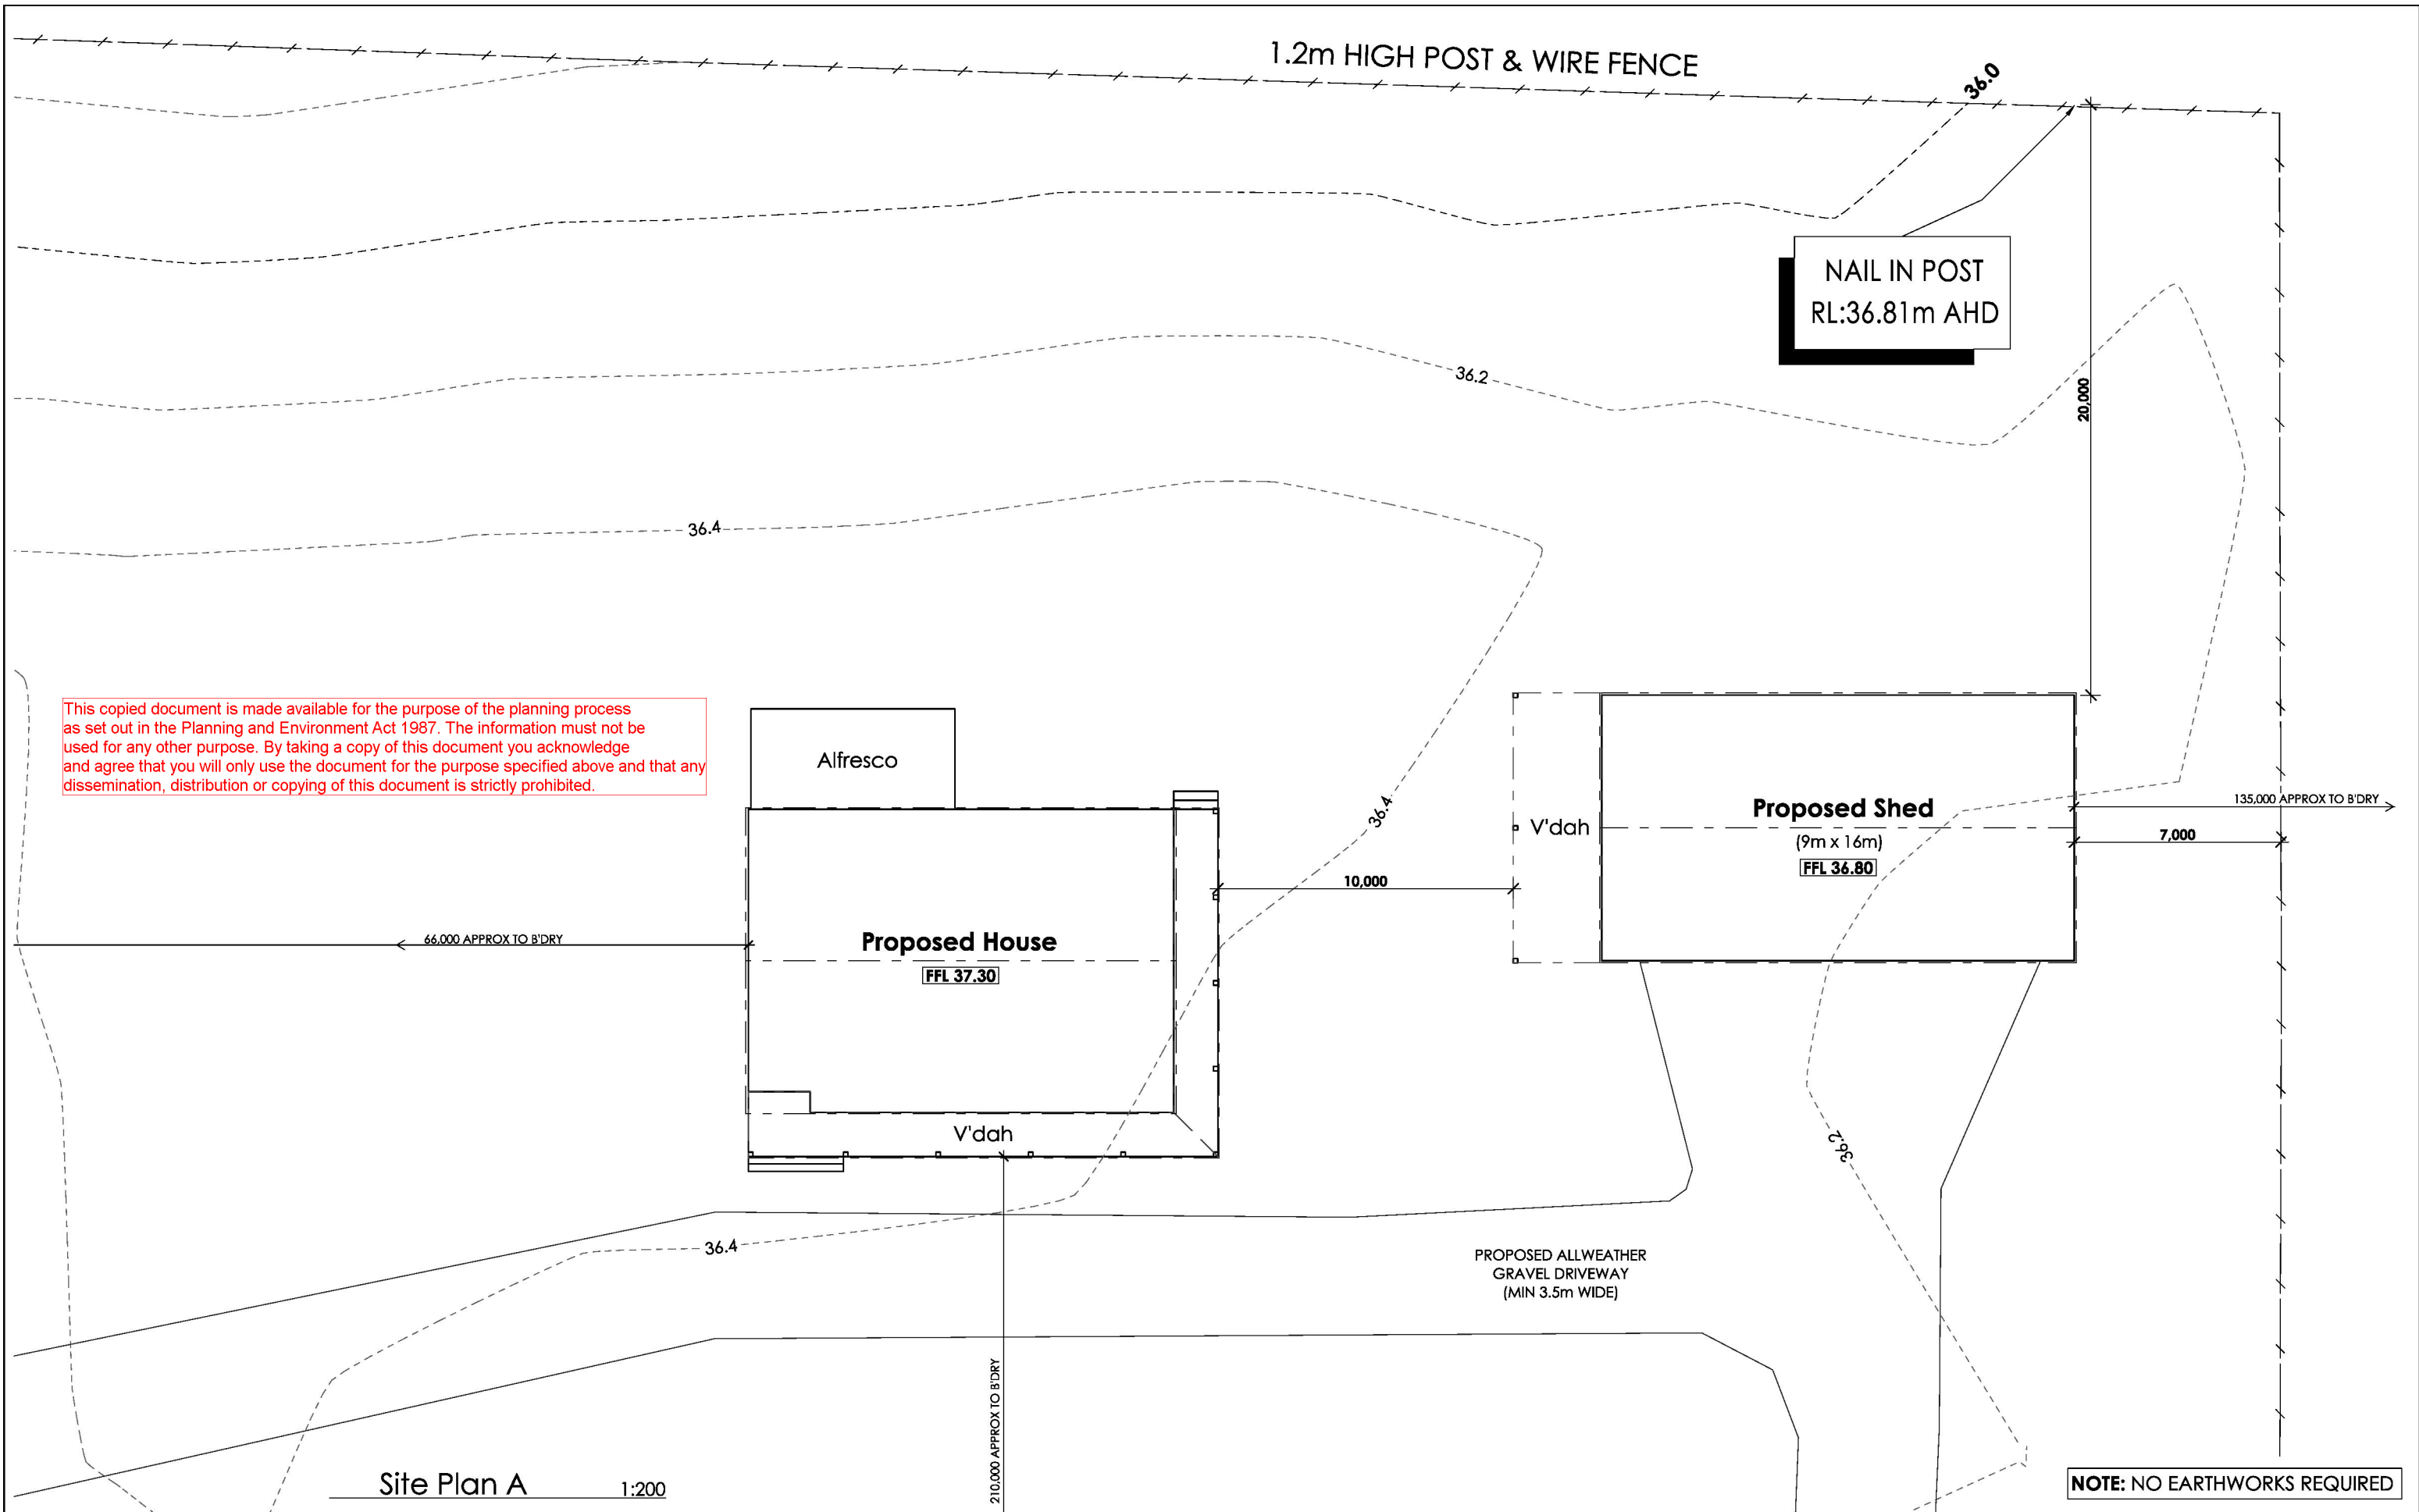 1.2m HIGH POST & WIRE FENCE
36.0
NAIL IN POST
RL:36.81m AHD
36.2
20,000
36.4
This copied document is made available for the purpose of the planning process
as set out in the Planning and Environment Act 1987. The information must not be
used for any other purpose. By taking a copy of this document you acknowledge
and agree that you will only use the document for the purpose specified above and that any
dissemination, distribution or copying of this document is strictly prohibited.
Alfresco
36.4
V'dah
Proposed Shed
(9m x 16m)
FFL 36.80
135,000 APPROX TO B'DRY
7,000
10,000
66,000 APPROX TO B'DRY
Proposed House
FFL 37.30
V'dah
36.2
36.4
PROPOSED ALLWEATHER
GRAVEL DRIVEWAY
(MIN 3.5m WIDE)
210,000 APPROX TO B'DRY
Site Plan A
1:200
NOTE: NO EARTHWORKS REQUIRED